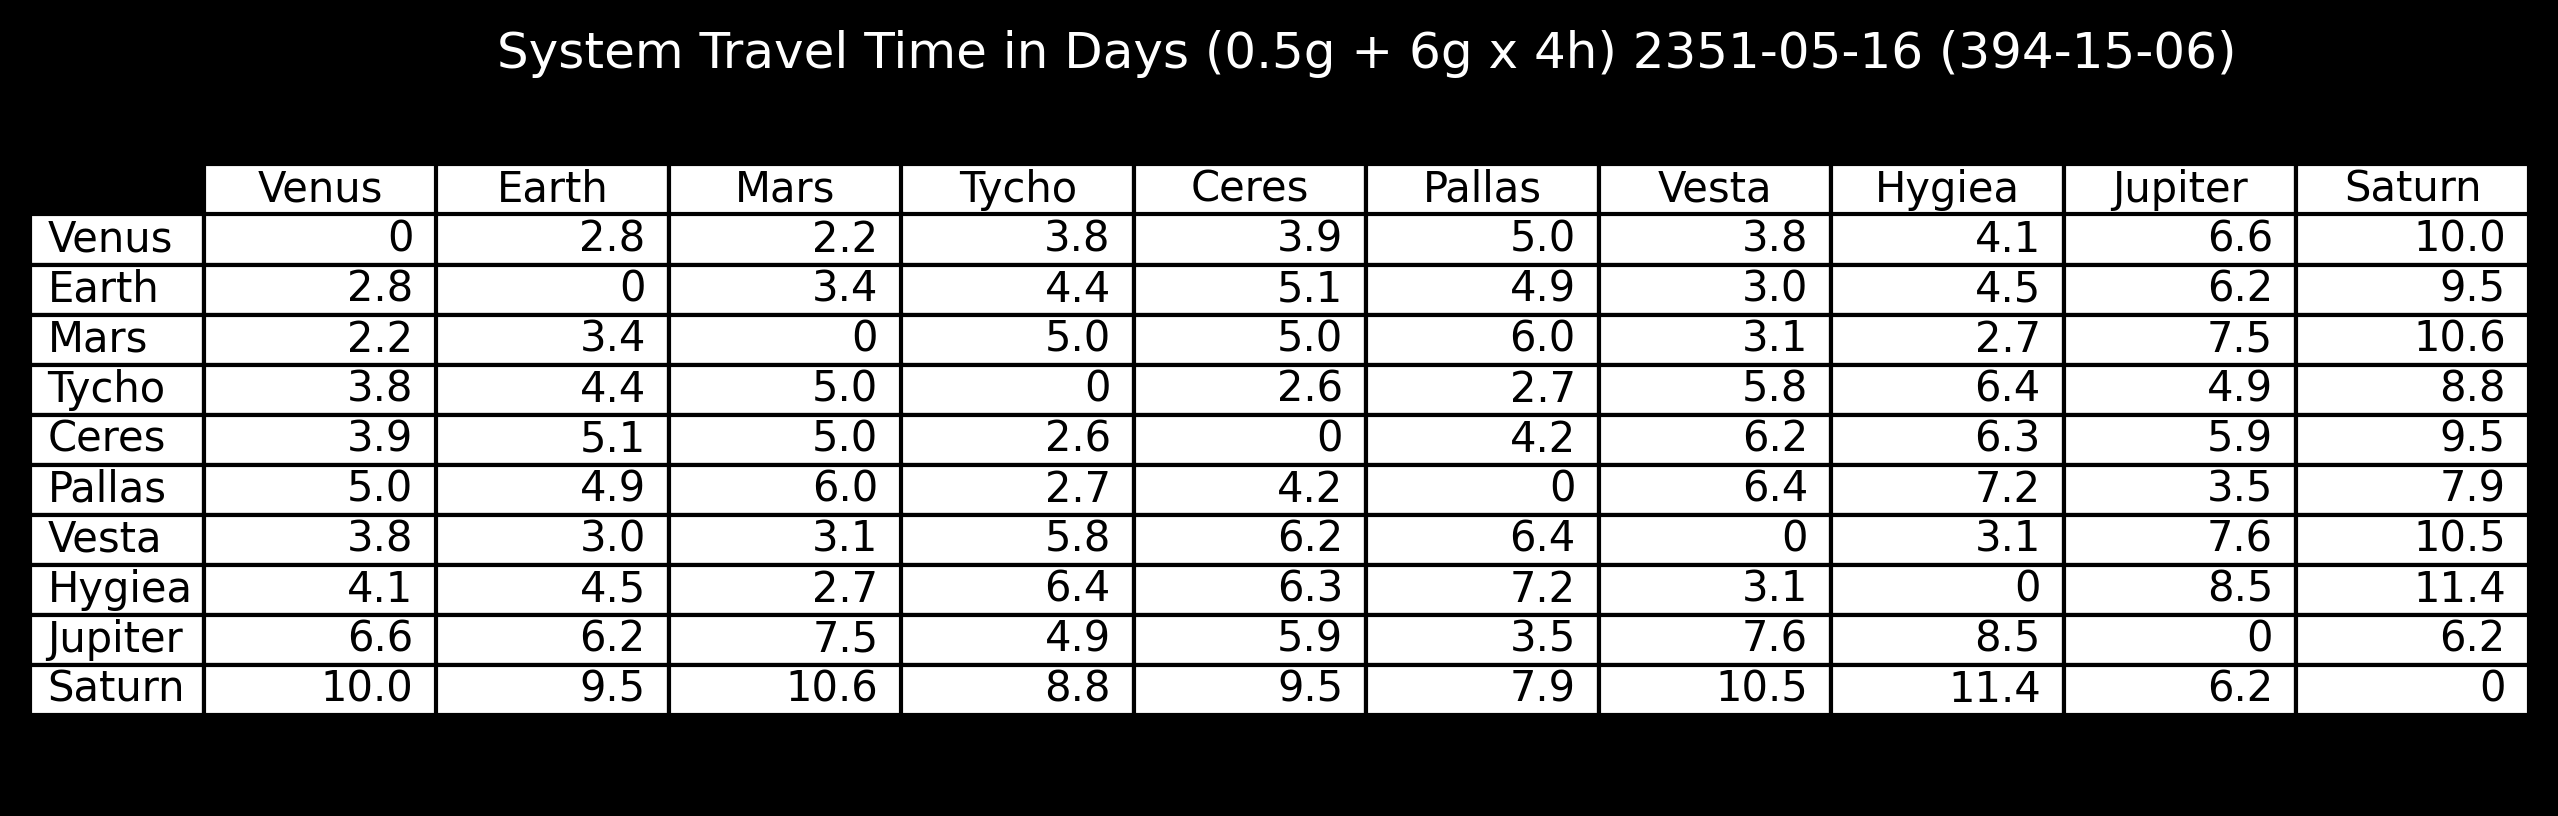 System Travel Time in Days (0.5g + 6g x 4h) 2351-05-16 (394-15-06)
Venus Earth Mars Tycho Ceres Pallas Vesta Hygiea Jupiter Saturn
Venus 0 2.8 2.2 3.8 3.9 5.0 3.8 4.1 6.6 10.0
Earth 2.8 0 3.4 4.4 5.1 4.9 3.0 4.5 6.2 9.5
Mars 2.2 3.4 0 5.0 5.0 6.0 3.1 2.7 7.5 10.6
Tycho 3.8 4.4 5.0 0 2.6 2.7 5.8 6.4 4.9 8.8
Ceres 3.9 5.1 5.0 2.6 0 4.2 6.2 6.3 5.9 9.5
Pallas 5.0 4.9 6.0 2.7 4.2 0 6.4 7.2 3.5 7.9
Vesta 3.8 3.0 3.1 5.8 6.2 6.4 0 3.1 7.6 10.5
Hygiea 4.1 4.5 2.7 6.4 6.3 7.2 3.1 0 8.5 11.4
Jupiter 6.6 6.2 7.5 4.9 5.9 3.5 7.6 8.5 0 6.2
Saturn 10.0 9.5 10.6 8.8 9.5 7.9 10.5 11.4 6.2 0